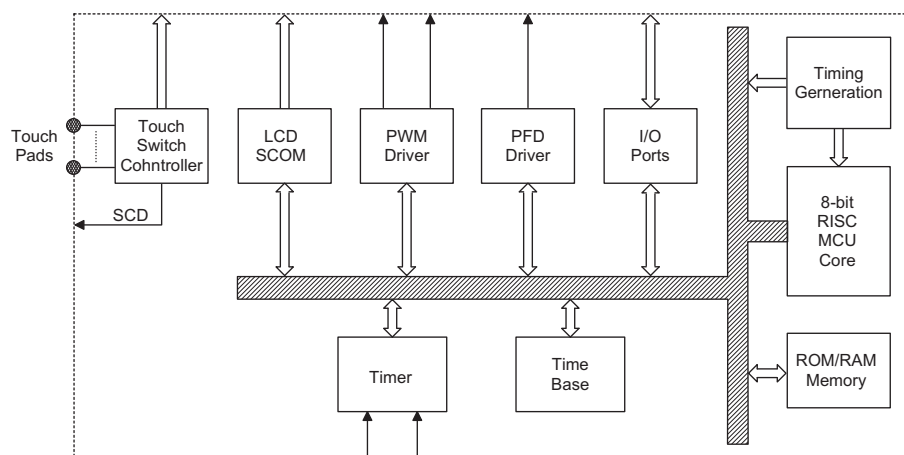 Touch
Pads
Touch
Switch
Cohntroller
SCD
LCD
SCOM
PWM
Driver
PFD
Driver
I/O
Ports
Timing
Gerneration
8-bit
RISC
MCU
Core
Timer
Time
Base
ROM/RAM
Memory